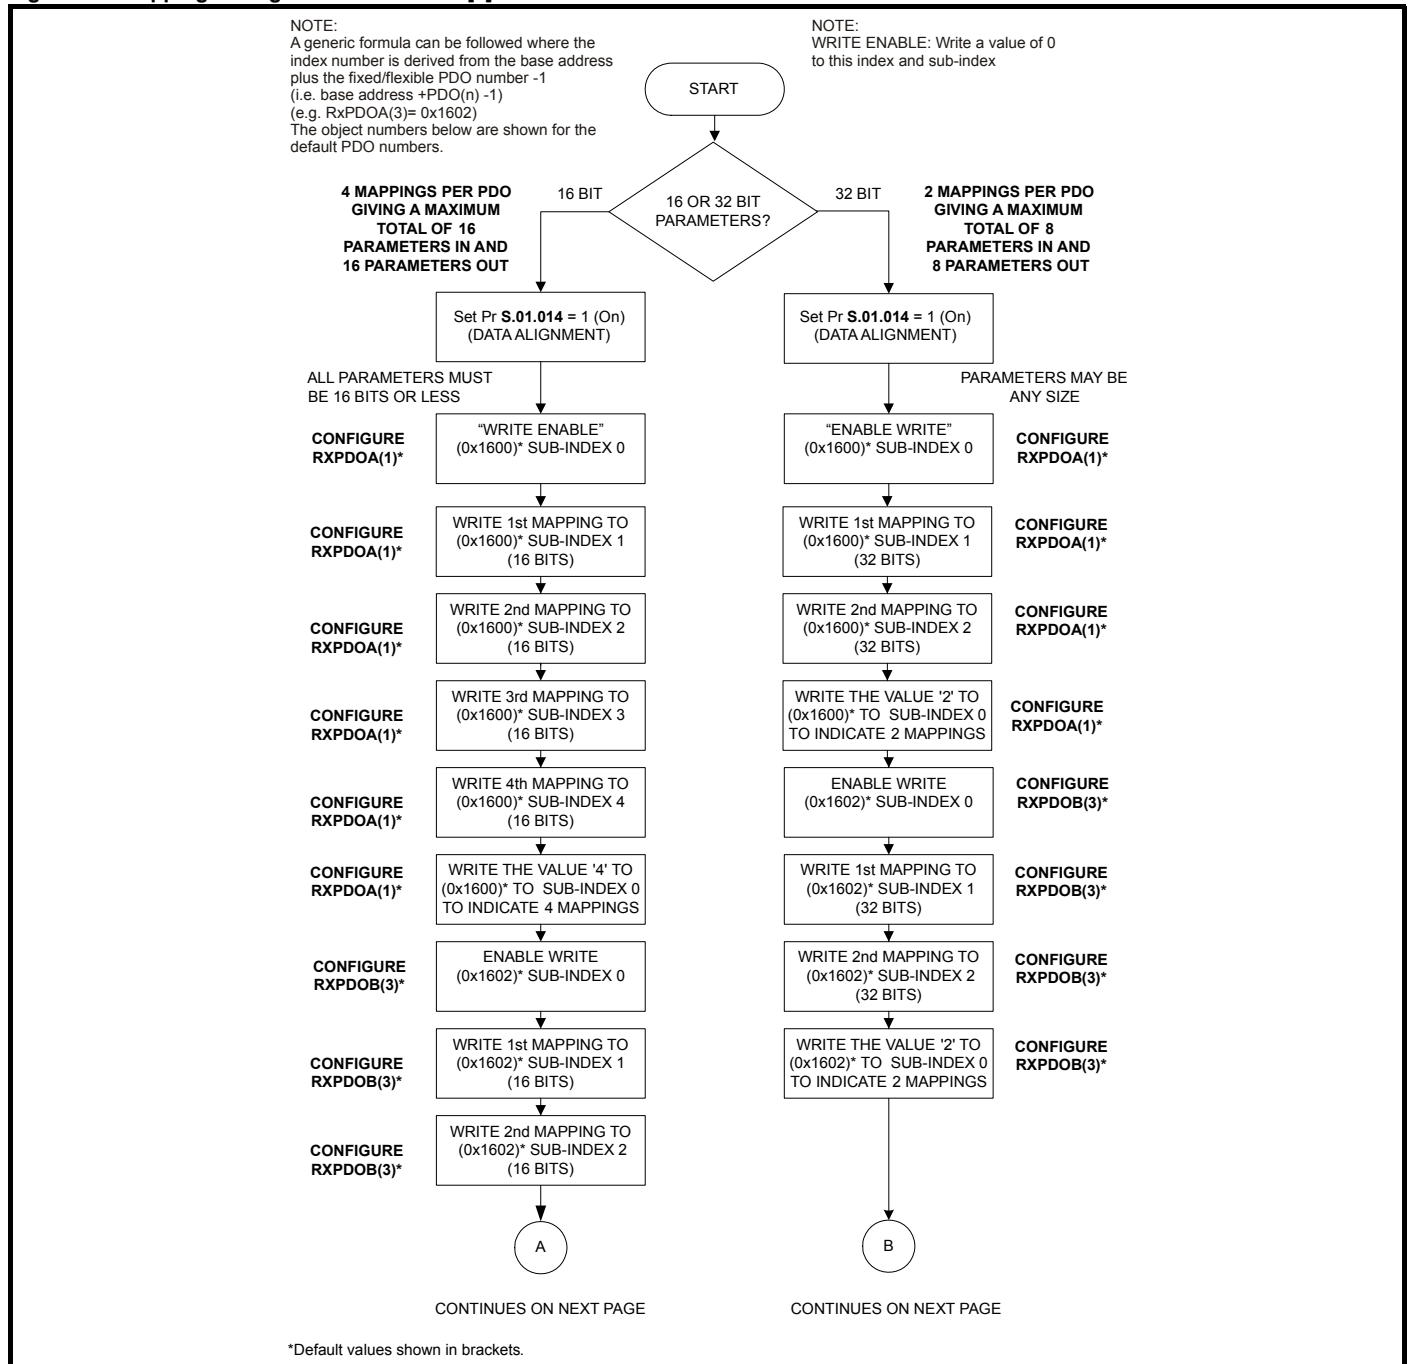 NOTE:
A generic formula can be followed where the
index number is derived from the base address
plus the fixed/flexible PDO number -1
(i.e. base address +PDO(n) -1)
(e.g. RxPDOA(3)= 0x1602)
The object numbers below are shown for the
default PDO numbers.
NOTE:
WRITE ENABLE: Write a value of 0
to this index and sub-index
START
4 MAPPINGS PER PDO
GIVING A MAXIMUM
TOTAL OF 16
PARAMETERS IN AND
16 PARAMETERS OUT
16 BIT
16 OR 32 BIT
PARAMETERS?
32 BIT
2 MAPPINGS PER PDO
GIVING A MAXIMUM
TOTAL OF 8
PARAMETERS IN AND
8 PARAMETERS OUT
Set Pr S.01.014 = 1 (On)
(DATA ALIGNMENT)
ALL PARAMETERS MUST
BE 16 BITS OR LESS
CONFIGURE
RXPDOA(1)*
“WRITE ENABLE”
(0x1600)* SUB-INDEX 0
CONFIGURE
RXPDOA(1)*
WRITE 1st MAPPING TO
(0x1600)* SUB-INDEX 1
(16 BITS)
CONFIGURE
RXPDOA(1)*
WRITE 2nd MAPPING TO
(0x1600)* SUB-INDEX 2
(16 BITS)
CONFIGURE
RXPDOA(1)*
WRITE 3rd MAPPING TO
(0x1600)* SUB-INDEX 3
(16 BITS)
CONFIGURE
RXPDOA(1)*
WRITE 4th MAPPING TO
(0x1600)* SUB-INDEX 4
(16 BITS)
CONFIGURE
RXPDOA(1)*
WRITE THE VALUE '4' TO
(0x1600)* TO SUB-INDEX 0
TO INDICATE 4 MAPPINGS
CONFIGURE
RXPDOB(3)*
ENABLE WRITE
(0x1602)* SUB-INDEX 0
CONFIGURE
RXPDOB(3)*
WRITE 1st MAPPING TO
(0x1602)* SUB-INDEX 1
(16 BITS)
CONFIGURE
RXPDOB(3)*
WRITE 2nd MAPPING TO
(0x1602)* SUB-INDEX 2
(16 BITS)
A
CONTINUES ON NEXT PAGE
Set Pr S.01.014 = 1 (On)
(DATA ALIGNMENT)
PARAMETERS MAY BE
ANY SIZE
“ENABLE WRITE”
(0x1600)* SUB-INDEX 0
CONFIGURE
RXPDOA(1)*
WRITE 1st MAPPING TO
(0x1600)* SUB-INDEX 1
(32 BITS)
CONFIGURE
RXPDOA(1)*
WRITE 2nd MAPPING TO
(0x1600)* SUB-INDEX 2
(32 BITS)
CONFIGURE
RXPDOA(1)*
WRITE THE VALUE '2' TO
(0x1600)* TO SUB-INDEX 0
TO INDICATE 2 MAPPINGS
CONFIGURE
RXPDOA(1)*
ENABLE WRITE
(0x1602)* SUB-INDEX 0
CONFIGURE
RXPDOB(3)*
WRITE 1st MAPPING TO
(0x1602)* SUB-INDEX 1
(32 BITS)
CONFIGURE
RXPDOB(3)*
WRITE 2nd MAPPING TO
(0x1602)* SUB-INDEX 2
(32 BITS)
CONFIGURE
RXPDOB(3)*
WRITE THE VALUE '2' TO
(0x1602)* TO SUB-INDEX 0
TO INDICATE 2 MAPPINGS
CONFIGURE
RXPDOB(3)*
B
CONTINUES ON NEXT PAGE
*Default values shown in brackets.